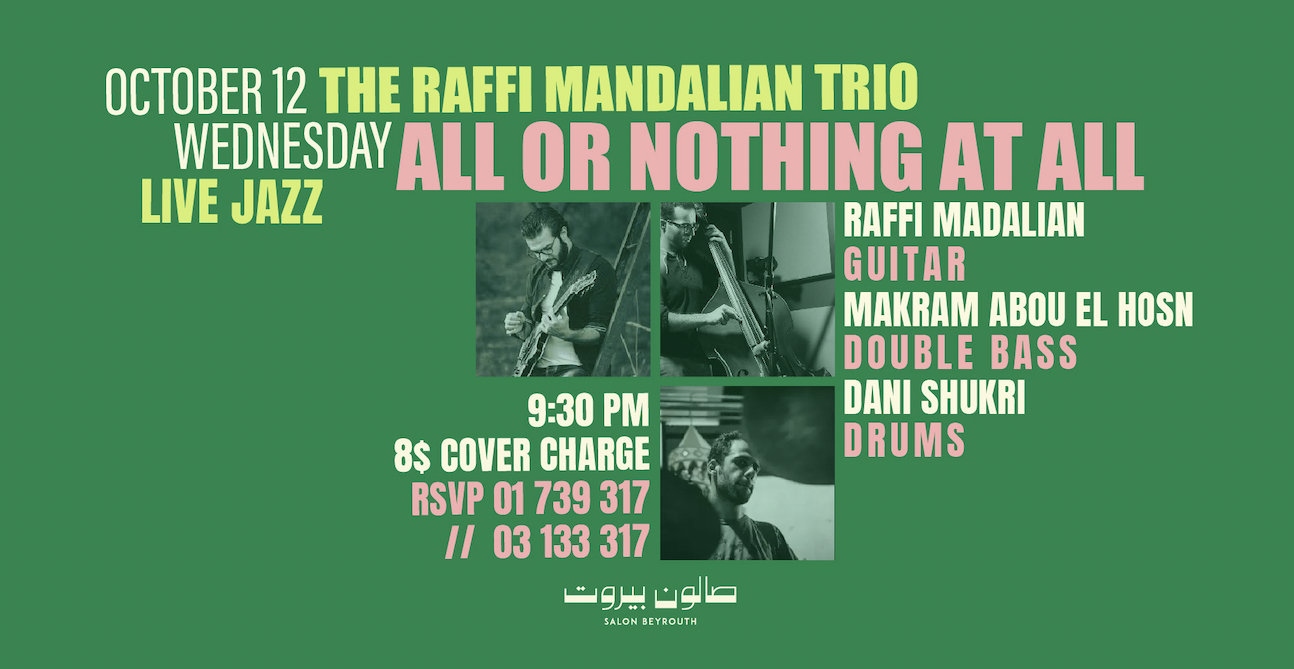 OCTOBER 12 THE RAFFI MANDALIAN TRIO
WEDNESDAY ALL OR NOTHING AT ALL
LIVE JAZZ
RAFFI MADALIAN
GUITAR
MAKRAM ABOU EL HOSN
DOUBLE BASS
DANI SHUKRI
DRUMS
9:30 PM
8$ COVER CHARGE
RSVP 01 739 317
// 03 133 317
صالون بيروت
SALON BEYROUTH